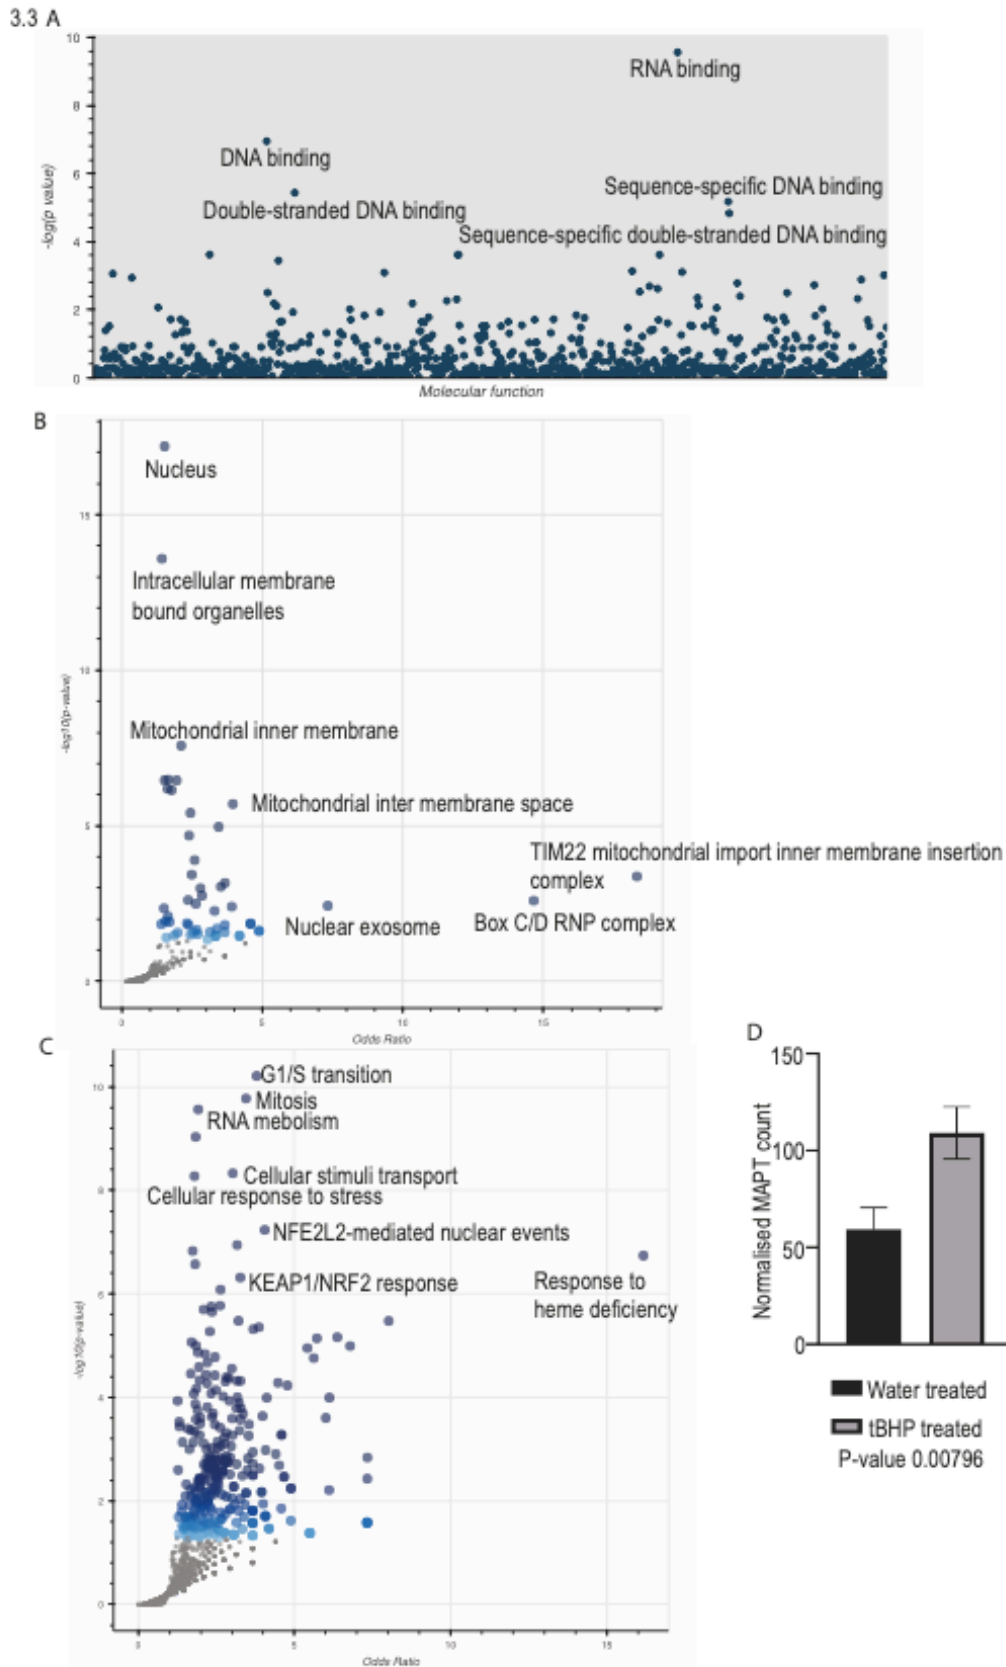 3.3 A
10
RNA binding
8
DNA binding
6
Sequence-specific DNA binding
Double-stranded DNA binding
Sequence-specific double-stranded DNA binding
4
2
0
-log(p value)
Molecular function
B
Nucleus
15
Intracellular membrane
bound organelles
10
Mitochondrial inner membrane
Mitochondrial inter membrane space
5
TIM22 mitochondrial import inner membrane insertion
complex
Nuclear exosome
Box C/D RNP complex
0
-log10(p-value)
0 5 10 15
Odds Ratio
C
G1/S transition
10
Mitosis
RNA mebolism
Cellular stimuli transport
8
Cellular response to stress
NFE2L2-mediated nuclear events
KEAP1/NRF2 response
Response to
heme deficiency
6
4
2
0
-log10(p-value)
0 5 10 15
Odds Ratio
D
150
100
50
0
Normalised MAPT count
Water treated
tBHP treated
P-value 0.00796